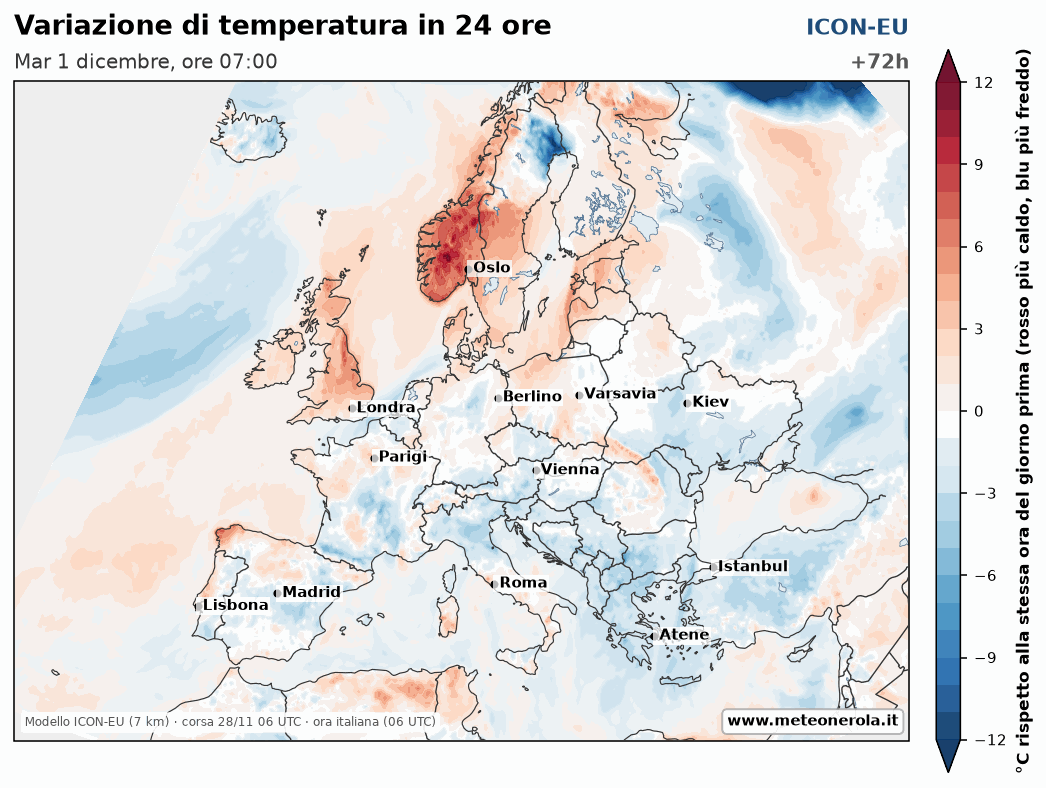 Variazione di temperatura in 24 ore
ICON-EU
Mar 1 dicembre, ore 07:00
+72h
12
9
6
3
0
−3
−6
−9
−12
°C rispetto alla stessa ora del giorno prima (rosso più caldo, blu più freddo)
Oslo
Londra
Berlino
Varsavia
Kiev
Parigi
Vienna
Istanbul
Roma
Madrid
Lisbona
Atene
Modello ICON-EU (7 km) · corsa 28/11 06 UTC · ora italiana (06 UTC)
www.meteonerola.it